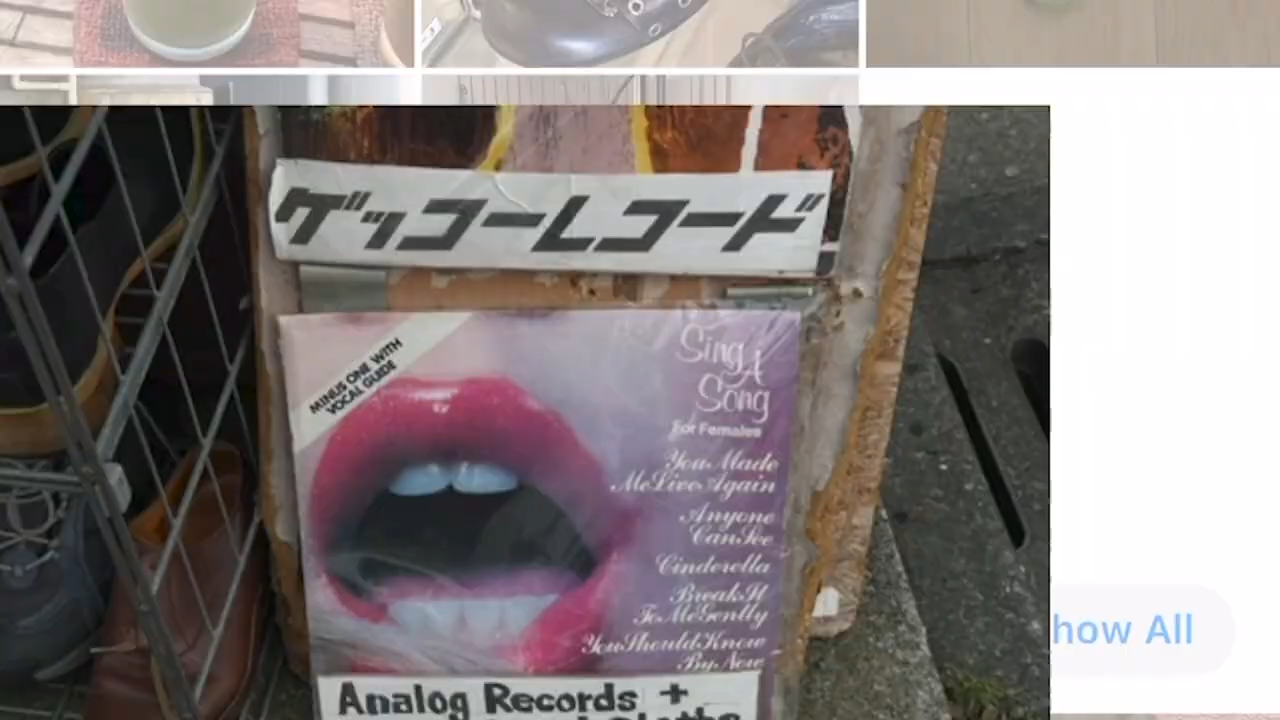 ゲッコーレコード
MINUS ONE WITH
VOCAL GUIDE
Sing A
Song
For Females
You Made
Me Live Again
Anyone
Can See
Cinderella
Break It
To Me Gently
You Should Know
By Now
Analog Records +
how All